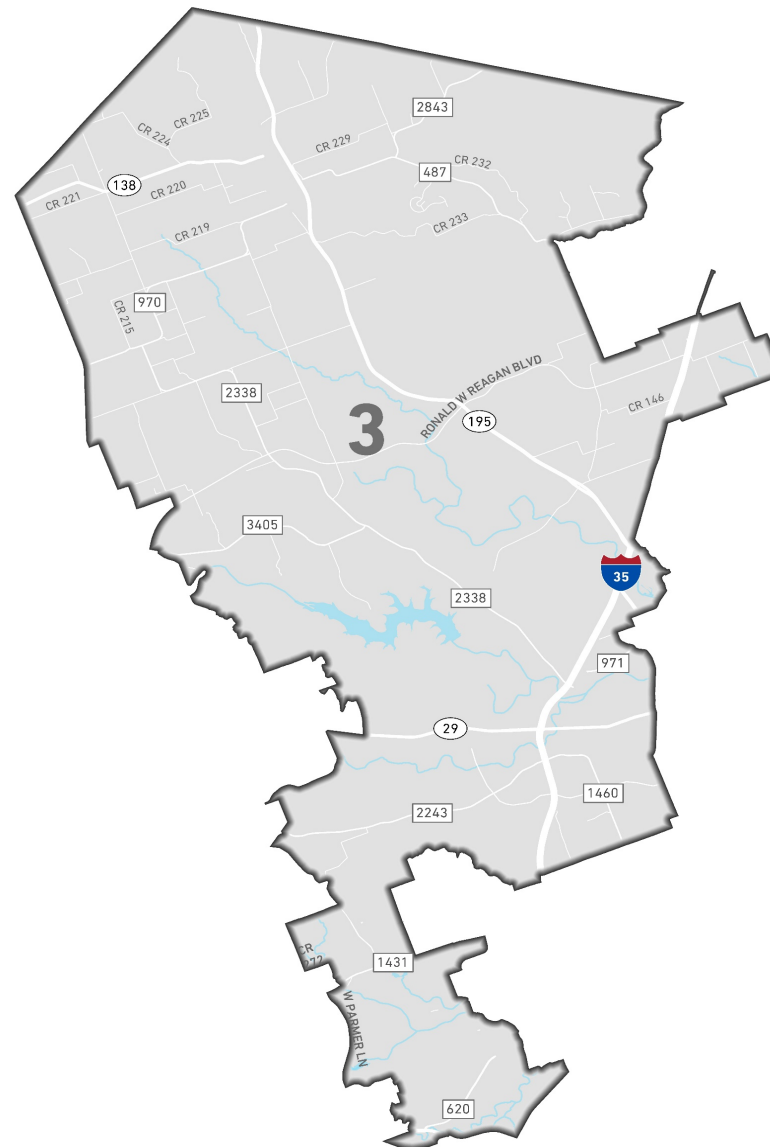 2843
CR 225
CR 224
CR 229
CR 232
487
138
CR 220
CR 221
CR 233
CR 219
970
CR 215
RONALD W REAGAN BLVD
2338
CR 146
3
195
3405
35
2338
971
29
1460
2243
CR
272
1431
W PARMER LN
620